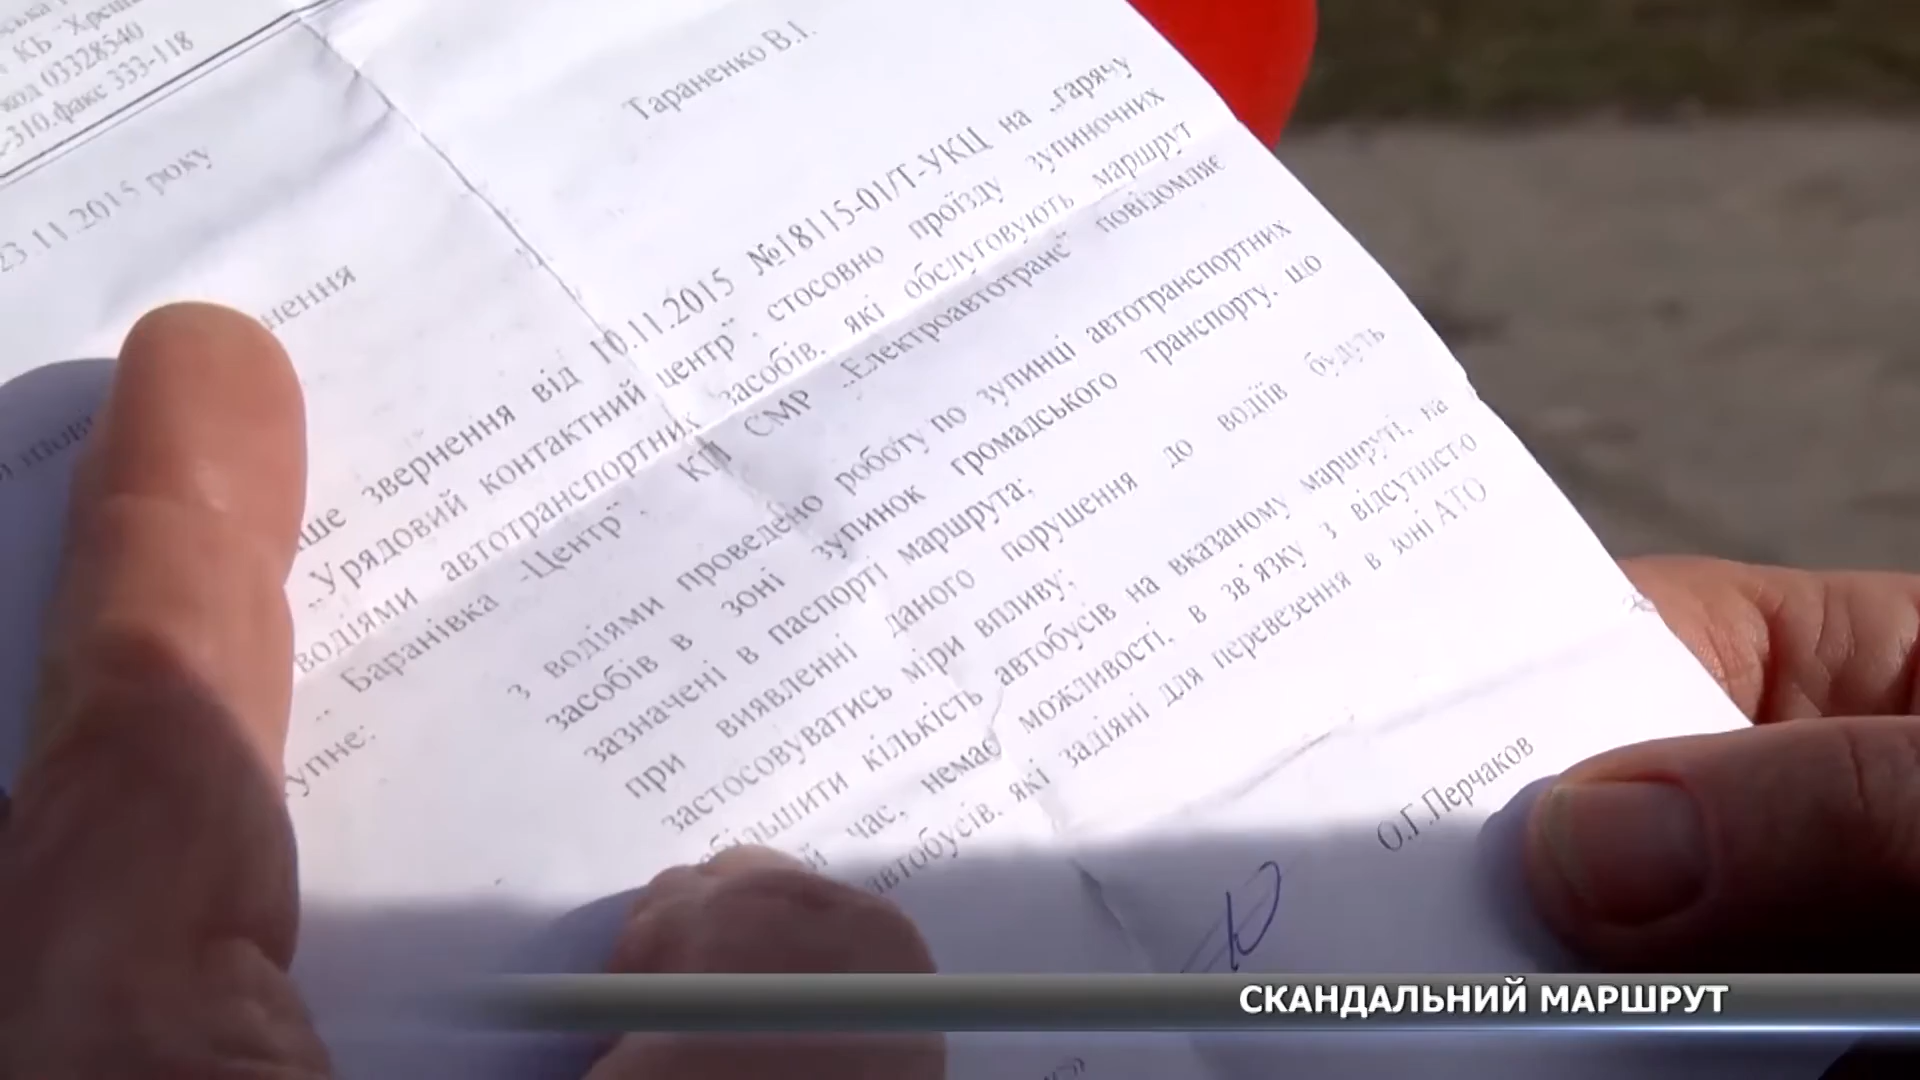 КБ "Хреща
код 03328540
-310,факс 333-118
23.11.2015 року
Тараненко В.І.
нення
ше звернення від 10.11.2015 №18115-01/Т-УКЦ на „гарячу
„Урядовий контактний центр", стосовно проїзду зупиночних
водіями автотранспортних засобів, які обслуговують маршрут
„ Баранівка -Центр", КП СМР „Електроавтотранс" повідомляє
упне:
з водіями проведено роботу по зупинці автотранспортних
засобів в зоні зупинок громадського транспорту, що
зазначені в паспорті маршрута;
при виявленні даного порушення до водіїв будуть
застосовуватись міри впливу;
більшити кількість автобусів на вказаному маршруті, на
й час, немає можливості, в зв'язку з відсутністю
автобусів, які задіяні для перевезення в зоні АТО
О.Г.Перчаков
СКАНДАЛЬНИЙ МАРШРУТ